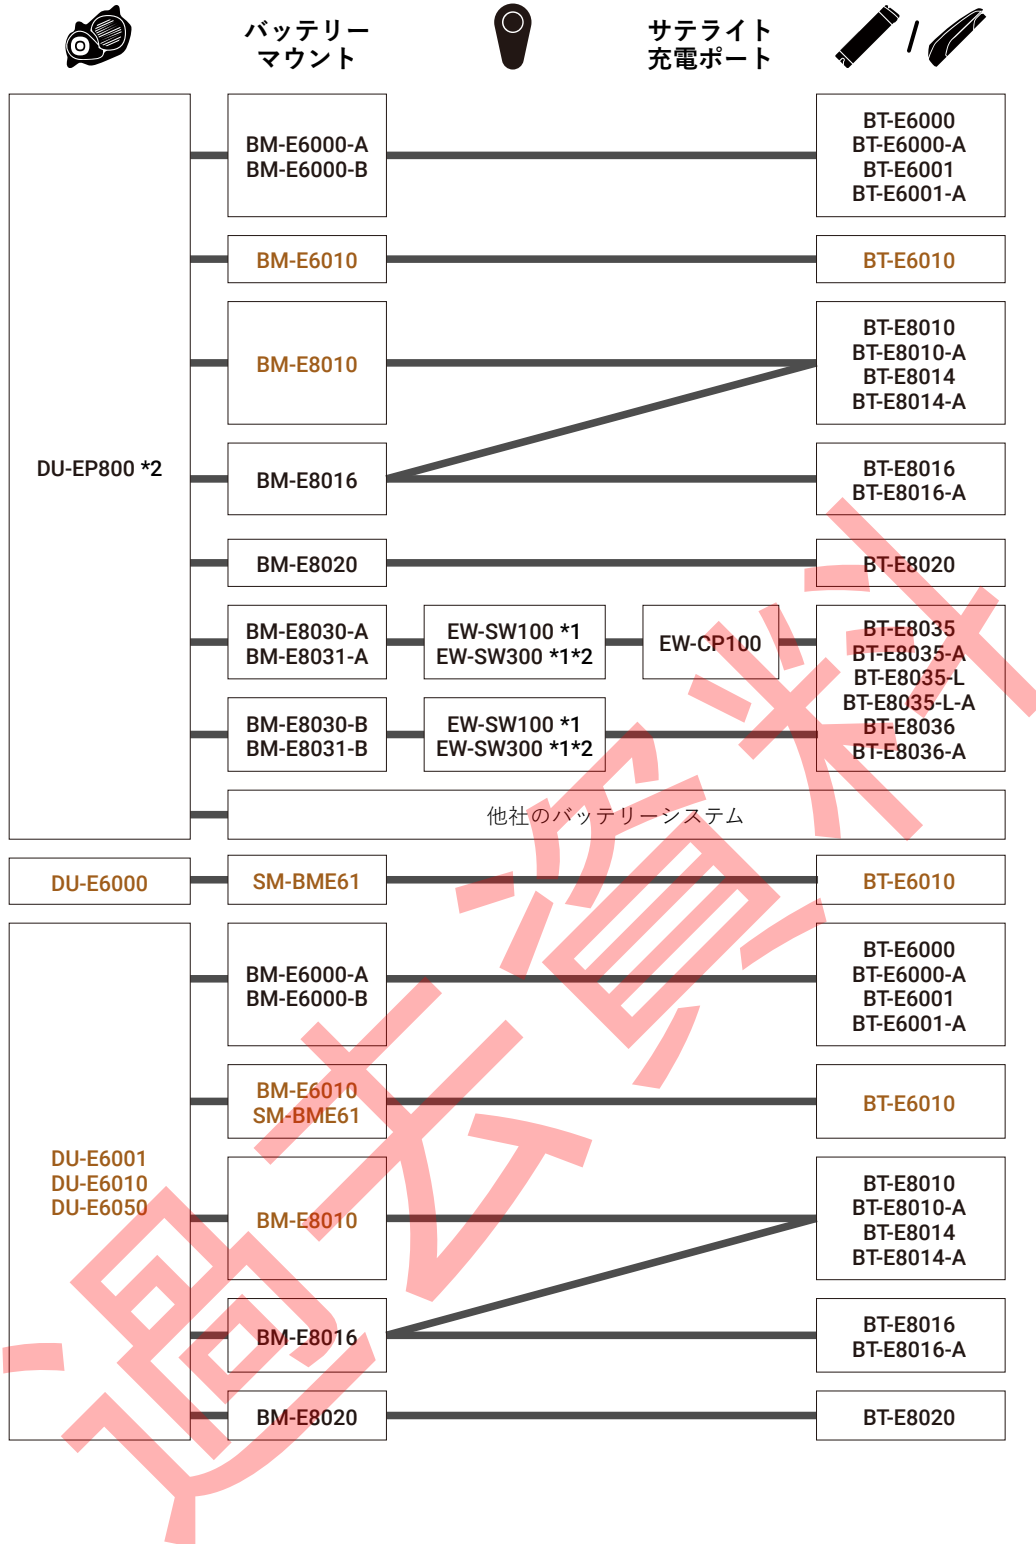 バッテリー
マウント
サテライト
充電ポート
DU-EP800 *2
BM-E6000-A
BM-E6000-B
BT-E6000
BT-E6000-A
BT-E6001
BT-E6001-A
BM-E6010
BT-E6010
BM-E8010
BT-E8010
BT-E8010-A
BT-E8014
BT-E8014-A
BM-E8016
BT-E8016
BT-E8016-A
BM-E8020
BT-E8020
BM-E8030-A
BM-E8031-A
EW-SW100 *1
EW-SW300 *1*2
EW-CP100
BT-E8035
BT-E8035-A
BT-E8035-L
BT-E8035-L-A
BT-E8036
BT-E8036-A
BM-E8030-B
BM-E8031-B
EW-SW100 *1
EW-SW300 *1*2
他社のバッテリーシステム
DU-E6000
SM-BME61
BT-E6010
DU-E6001
DU-E6010
DU-E6050
BM-E6000-A
BM-E6000-B
BT-E6000
BT-E6000-A
BT-E6001
BT-E6001-A
BM-E6010
SM-BME61
BT-E6010
BM-E8010
BT-E8010
BT-E8010-A
BT-E8014
BT-E8014-A
BM-E8016
BT-E8016
BT-E8016-A
BM-E8020
BT-E8020
過去資料